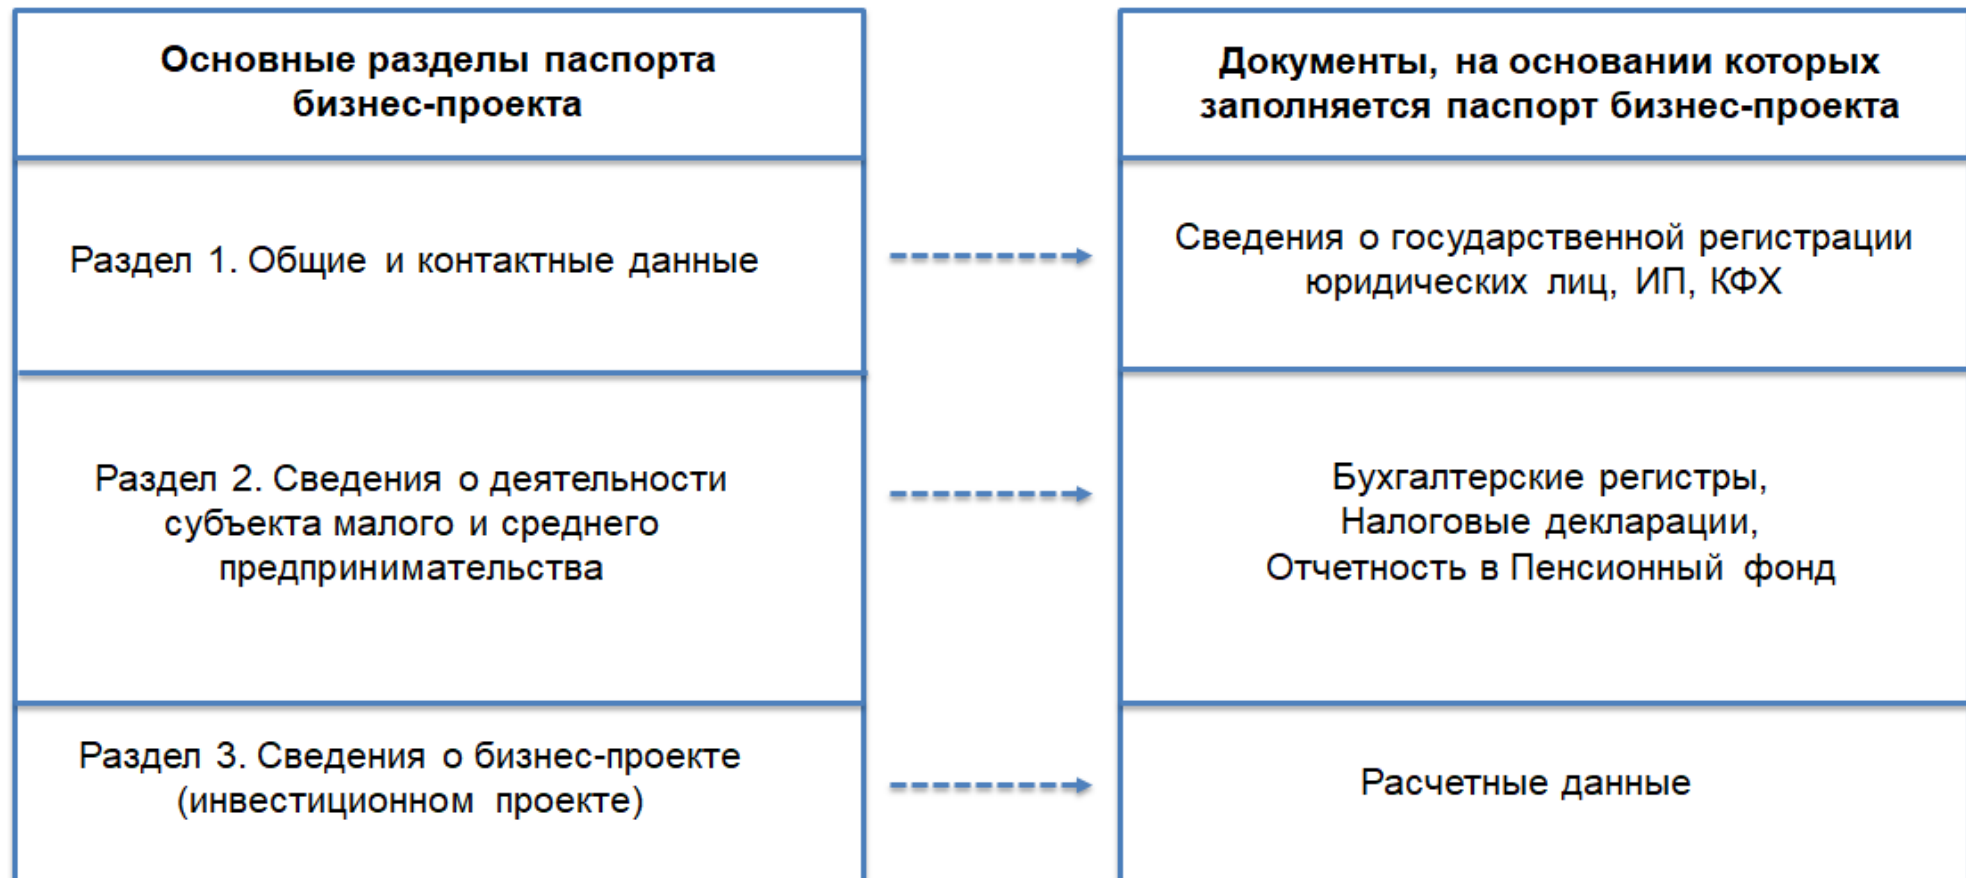 Основные разделы паспорта
бизнес-проекта
Документы, на основании которых
заполняется паспорт бизнес-проекта
Раздел 1. Общие и контактные данные
Сведения о государственной регистрации
юридических лиц, ИП, КФХ
Раздел 2. Сведения о деятельности
субъекта малого и среднего
предпринимательства
Бухгалтерские регистры,
Налоговые декларации,
Отчетность в Пенсионный фонд
Раздел 3. Сведения о бизнес-проекте
(инвестиционном проекте)
Расчетные данные